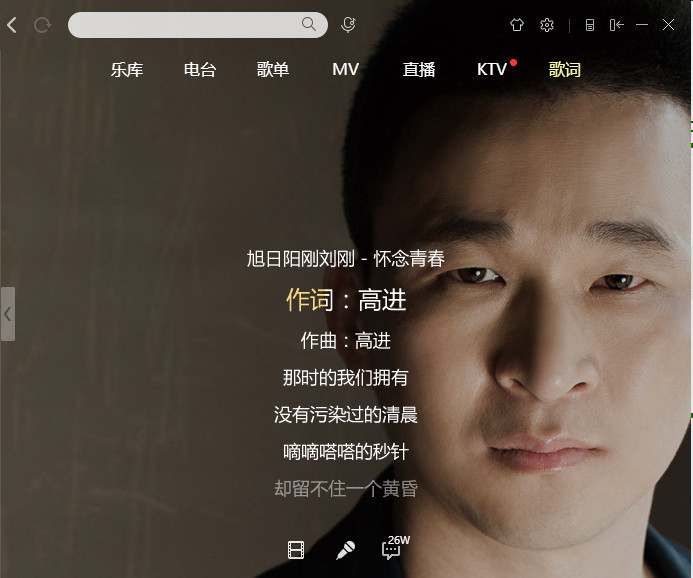 乐库 电台 歌单 MV 直播 KTV 歌词
旭日阳刚刘刚 - 怀念青春
作词：高进
作曲：高进
那时的我们拥有
没有污染过的清晨
嘀嘀嗒嗒的秒针
却留不住一个黄昏
26W